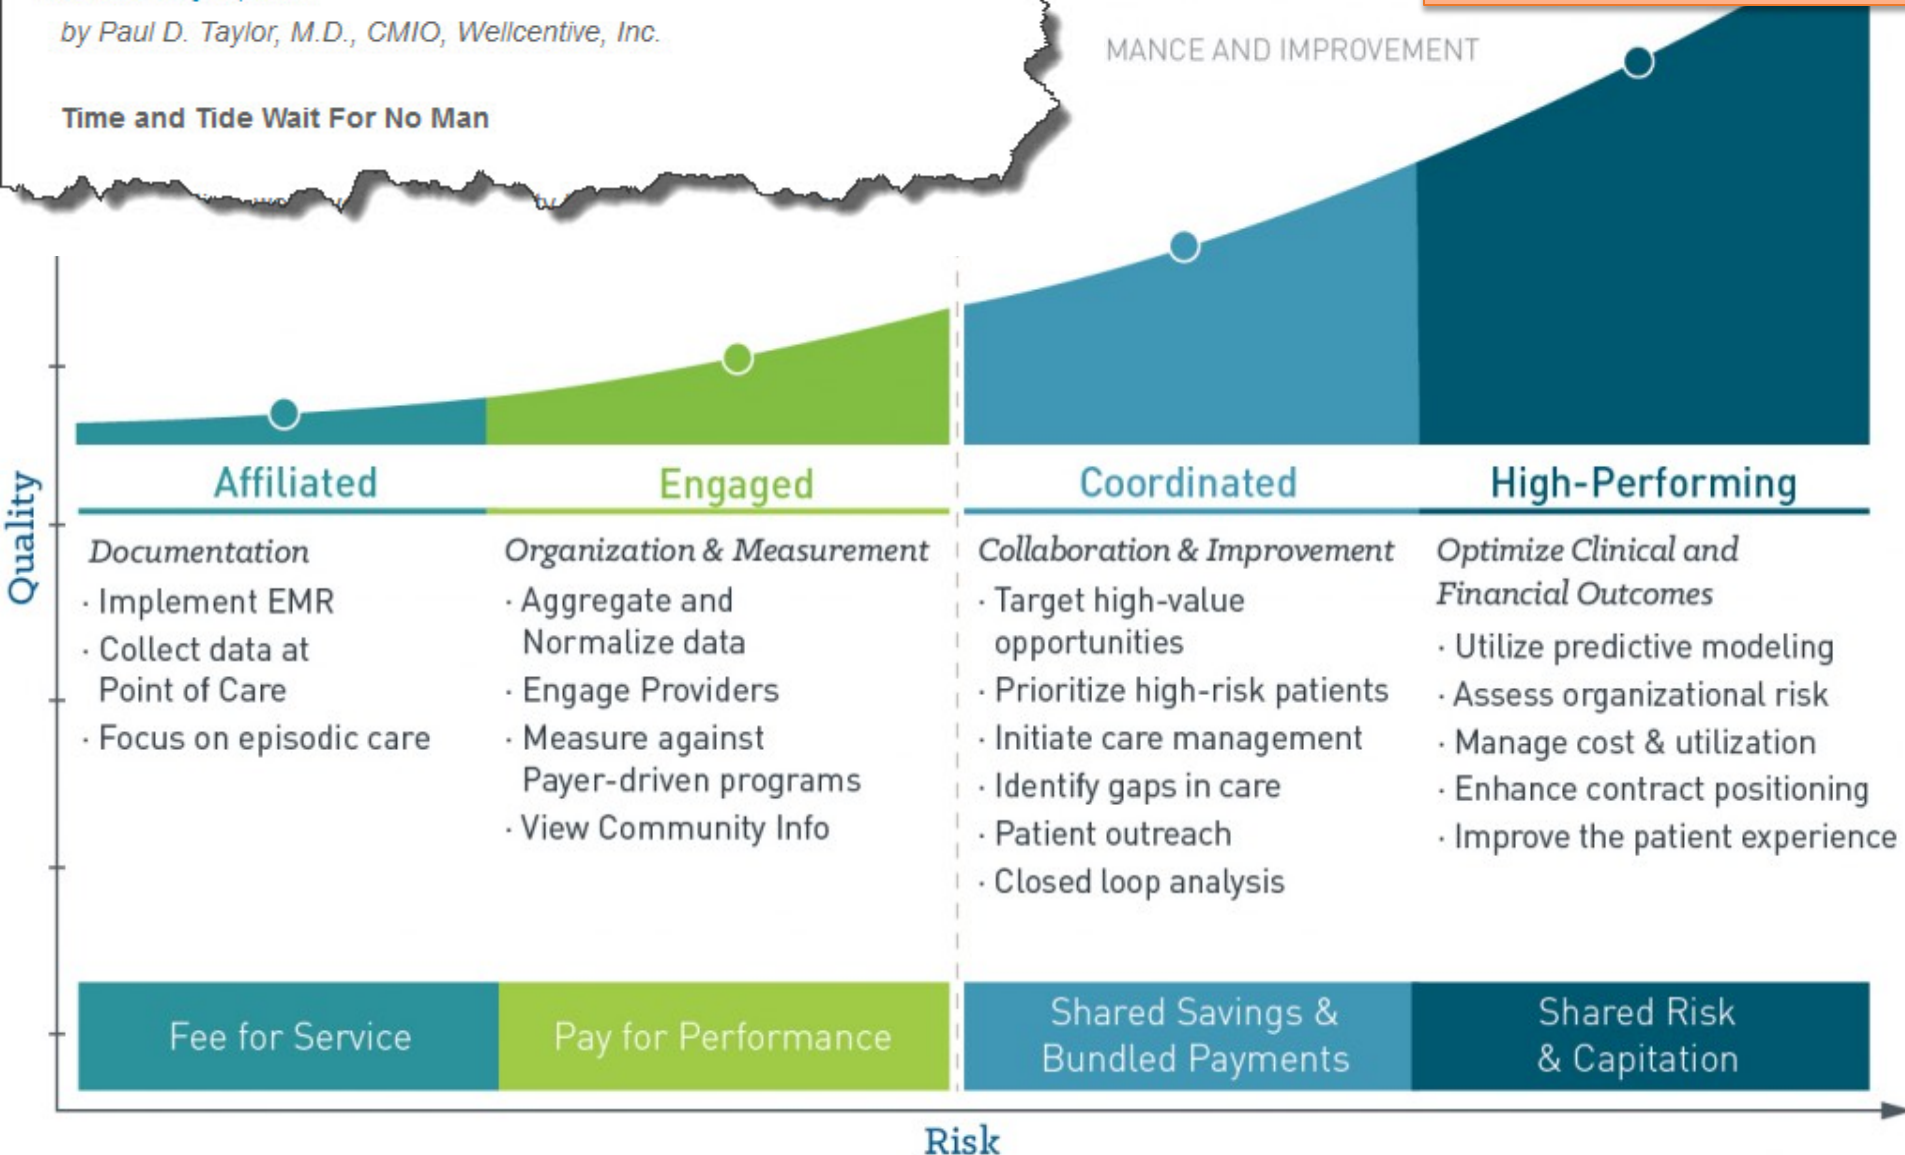 by Paul D. Taylor, M.D., CMIO, Wellcentive, Inc.
Time and Tide Wait For No Man
MANCE AND IMPROVEMENT
Quality
Affiliated
Documentation
· Implement EMR
· Collect data at
Point of Care
· Focus on episodic care
Fee for Service
Engaged
Organization & Measurement
· Aggregate and
Normalize data
· Engage Providers
· Measure against
Payer-driven programs
· View Community Info
Pay for Performance
Coordinated
Collaboration & Improvement
· Target high-value
opportunities
· Prioritize high-risk patients
· Initiate care management
· Identify gaps in care
· Patient outreach
· Closed loop analysis
Shared Savings &
Bundled Payments
High-Performing
Optimize Clinical and
Financial Outcomes
· Utilize predictive modeling
· Assess organizational risk
· Manage cost & utilization
· Enhance contract positioning
· Improve the patient experience
Shared Risk
& Capitation
Risk